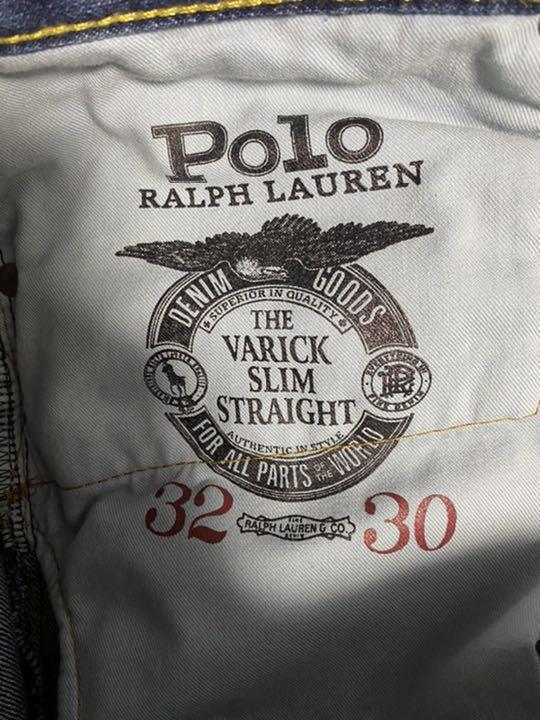 Polo
RALPH LAUREN
DENIM GOODS
SUPERIOR IN QUALITY
THE
VARICK
SLIM
STRAIGHT
AUTHENTIC IN STYLE
FOR ALL PARTS OF THE WORLD
32 30
RALPH LAUREN & CO.
DENIM